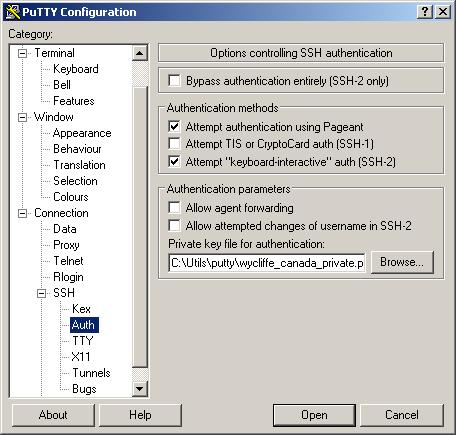 PuTTY Configuration
Category:
Terminal
Keyboard
Bell
Features
Window
Appearance
Behaviour
Translation
Selection
Colours
Connection
Data
Proxy
Telnet
Rlogin
SSH
Kex
Auth
TTY
X11
Tunnels
Bugs
Options controlling SSH authentication
Bypass authentication entirely (SSH-2 only)
Authentication methods
Attempt authentication using Pageant
Attempt TIS or CryptoCard auth (SSH-1)
Attempt "keyboard-interactive" auth (SSH-2)
Authentication parameters
Allow agent forwarding
Allow attempted changes of username in SSH-2
Private key file for authentication:
C:\Utils\putty\wycliffe_canada_private.p
Browse...
About
Help
Open
Cancel